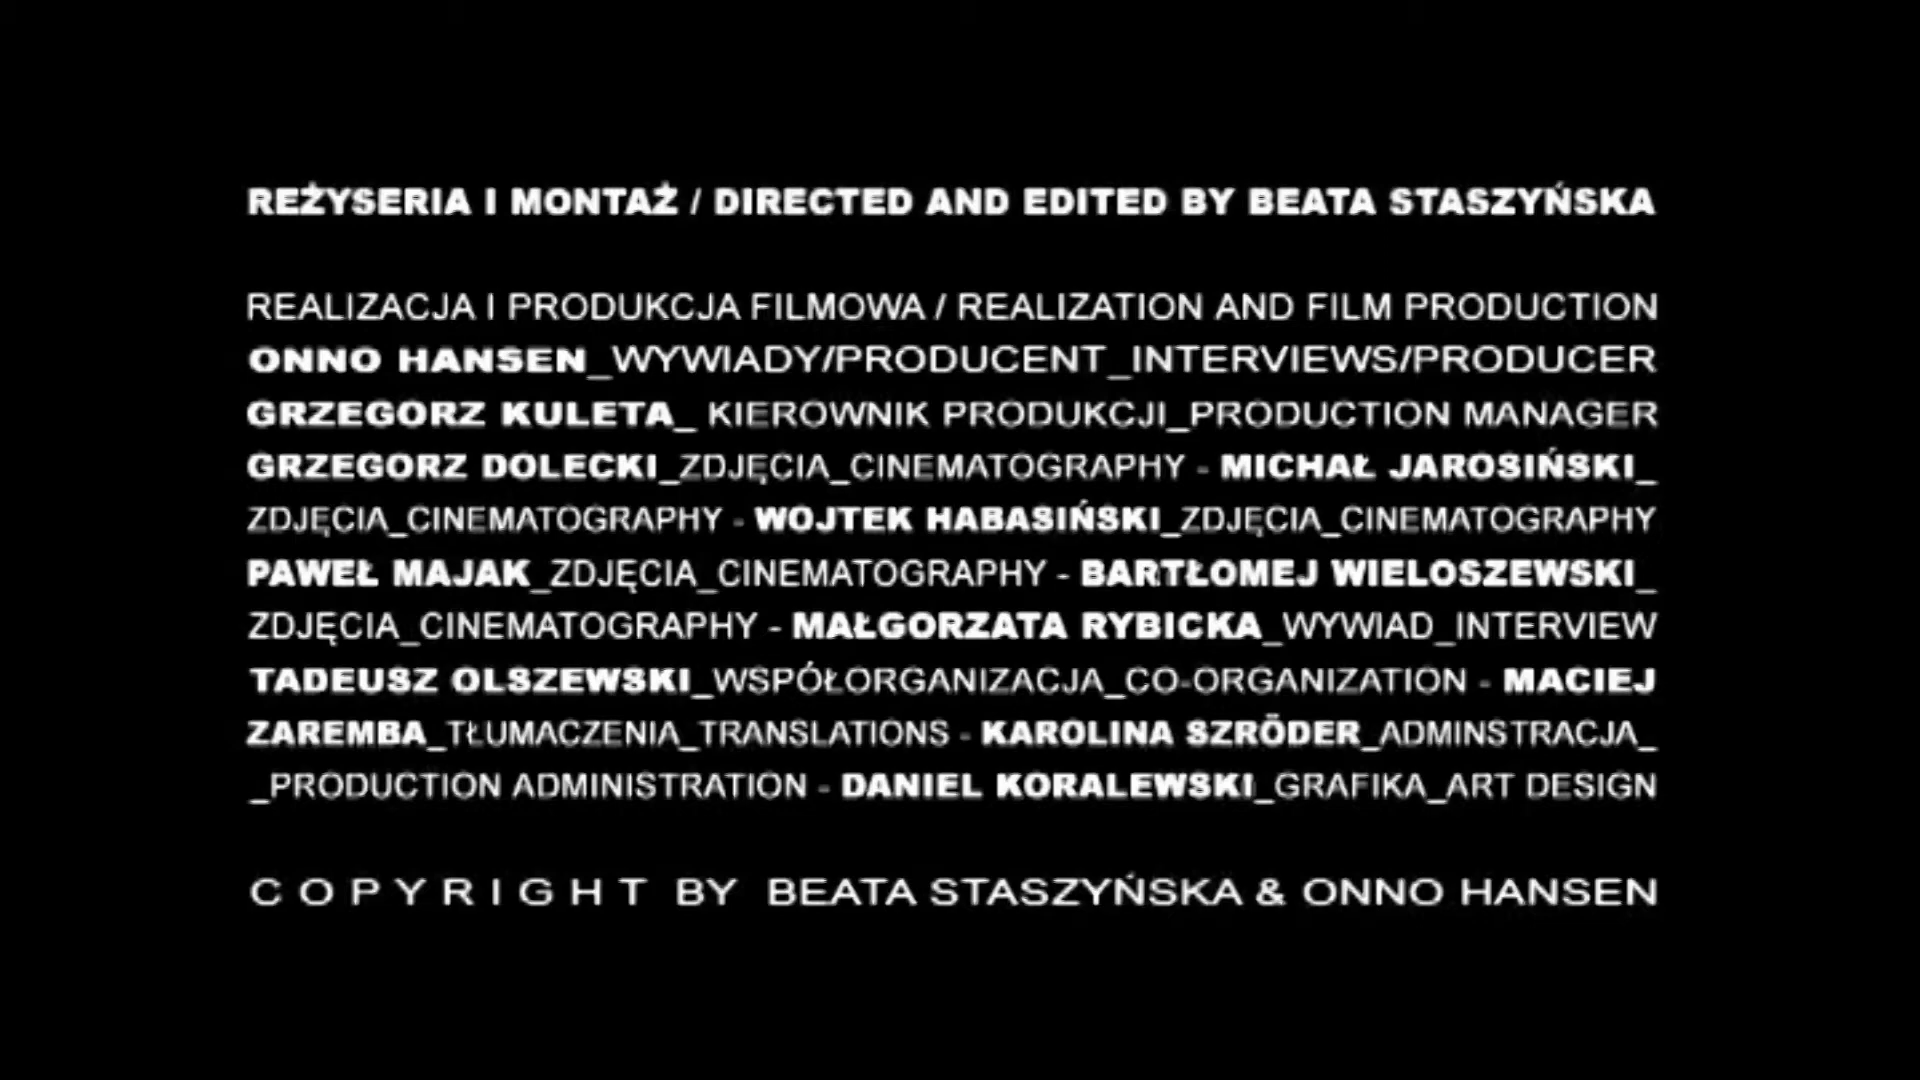 REŻYSERIA I MONTAŻ / DIRECTED AND EDITED BY BEATA STASZYŃSKA
REALIZACJA I PRODUKCJA FILMOWA / REALIZATION AND FILM PRODUCTION
ONNO HANSEN_WYWIADY/PRODUCENT_INTERVIEWS/PRODUCER
GRZEGORZ KULETA_ KIEROWNIK PRODUKCJI_PRODUCTION MANAGER
GRZEGORZ DOLECKI_ZDJĘCIA_CINEMATOGRAPHY - MICHAŁ JAROSIŃSKI_
ZDJĘCIA_CINEMATOGRAPHY - WOJTEK HABASIŃSKI_ZDJĘCIA_CINEMATOGRAPHY
PAWEŁ MAJAK_ZDJĘCIA_CINEMATOGRAPHY - BARTŁOMEJ WIELOSZEWSKI_
ZDJĘCIA_CINEMATOGRAPHY - MAŁGORZATA RYBICKA_WYWIAD_INTERVIEW
TADEUSZ OLSZEWSKI_WSPÓŁORGANIZACJA_CO-ORGANIZATION - MACIEJ
ZAREMBA_TŁUMACZENIA_TRANSLATIONS - KAROLINA SZRÖDER_ADMINSTRACJA_
_PRODUCTION ADMINISTRATION - DANIEL KORALEWSKI_GRAFIKA_ART DESIGN
C O P Y R I G H T BY BEATA STASZYŃSKA & ONNO HANSEN